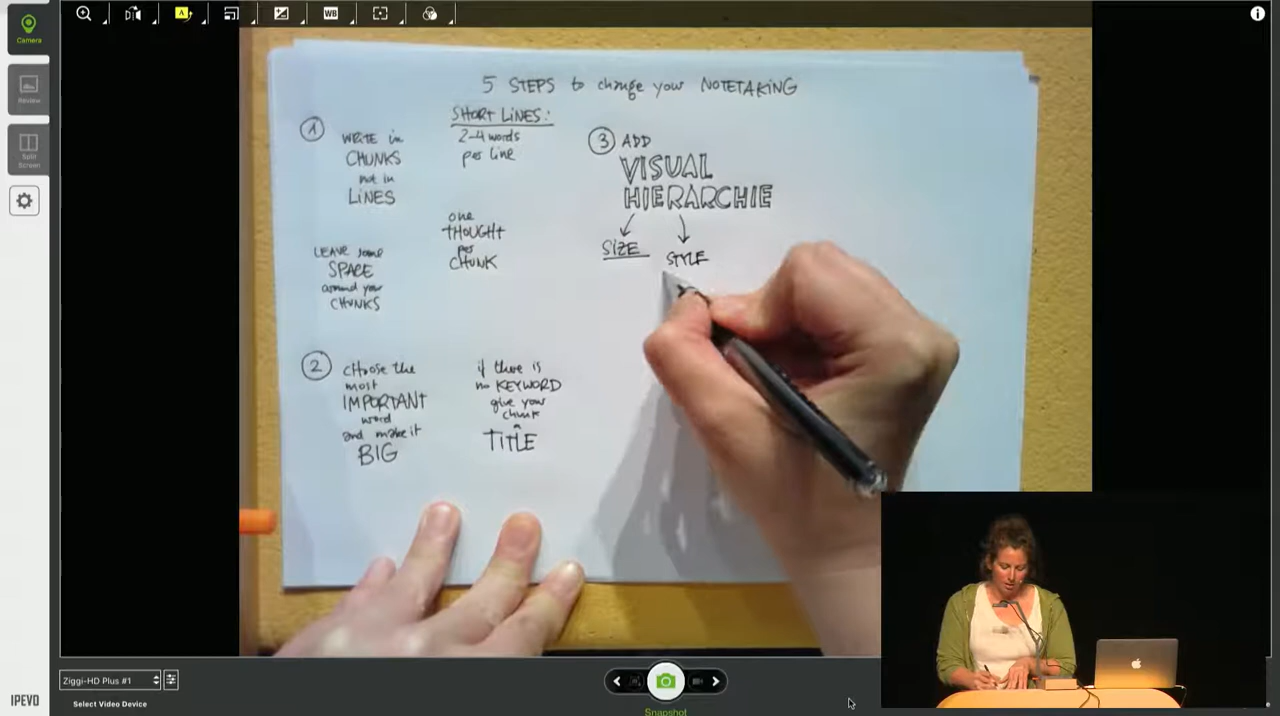 Camera
Review
Split
Screen
IPEVO
A
WB
5 STEPS to change your NOTETAKING
1
WRITE in
CHUNKS
not in
LINES
SHORT LINES:
2-4 words
per line
LEAVE some
SPACE
around your
CHUNKS
one
THOUGHT
per
CHUNK
2
CHOOSE the
most
IMPORTANT
word
and make it
BIG
if there is
no KEYWORD
give your
chunk
a
TITLE
3 ADD
VISUAL
HIERARCHIE
SIZE
STYLE
Ziggi-HD Plus #1
Select Video Device
Snapshot